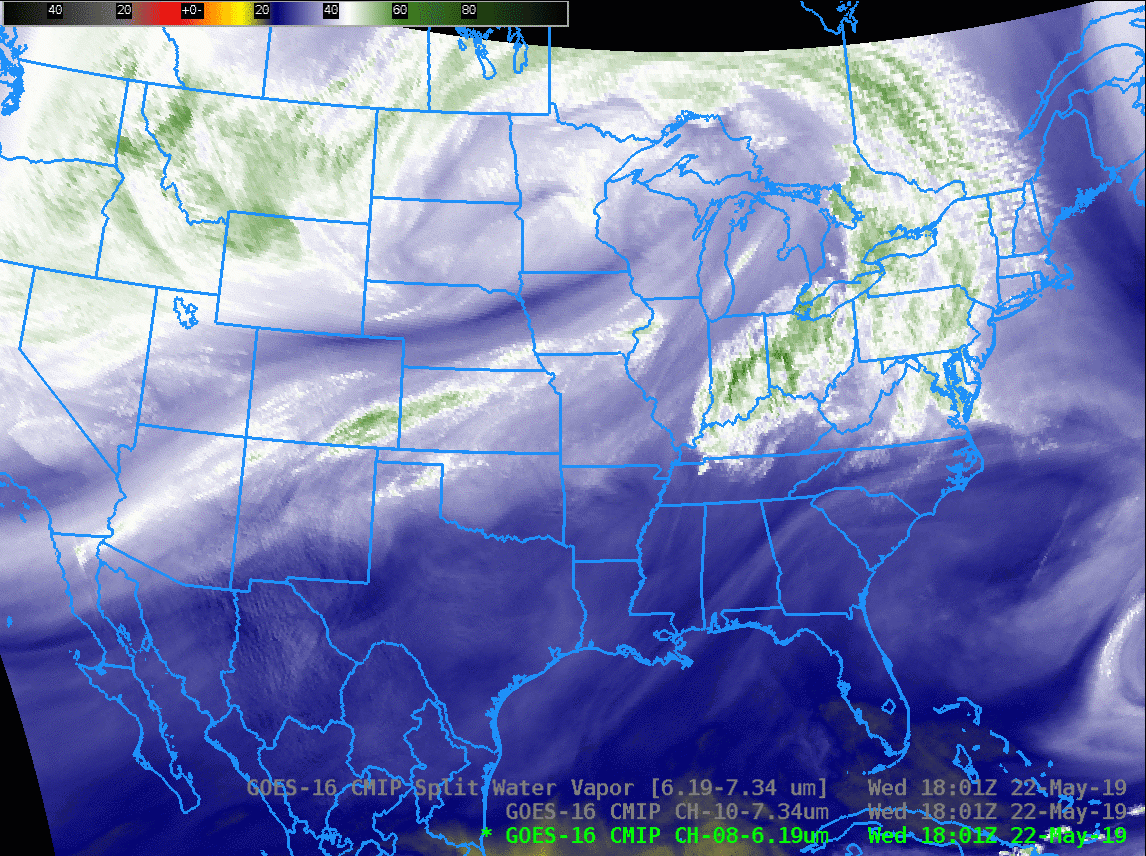 40 20 +0- 20 40 60 80
GOES-16 CMIP Split Water Vapor [6.19-7.34 um] Wed 18:01Z 22-May-19
GOES-16 CMIP CH-10-7.34um Wed 18:01Z 22-May-19
* GOES-16 CMIP CH-08-6.19um Wed 18:01Z 22-May-19